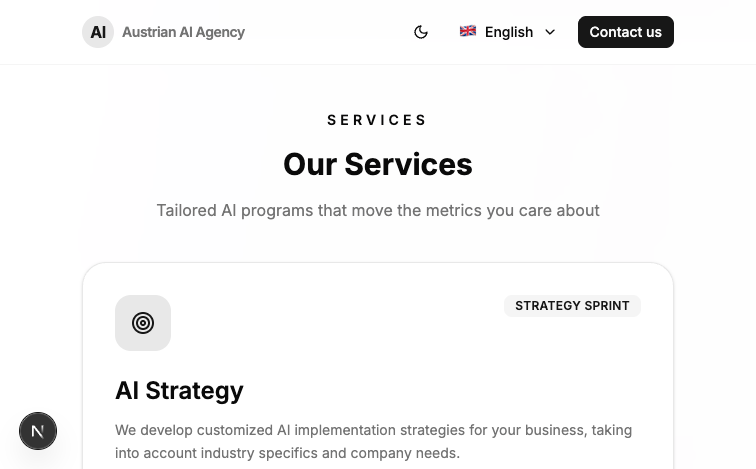 AI Austrian AI Agency
🇬🇧 English
Contact us
SERVICES
Our Services
Tailored AI programs that move the metrics you care about
STRATEGY SPRINT
AI Strategy
We develop customized AI implementation strategies for your business, taking
into account industry specifics and company needs.
N